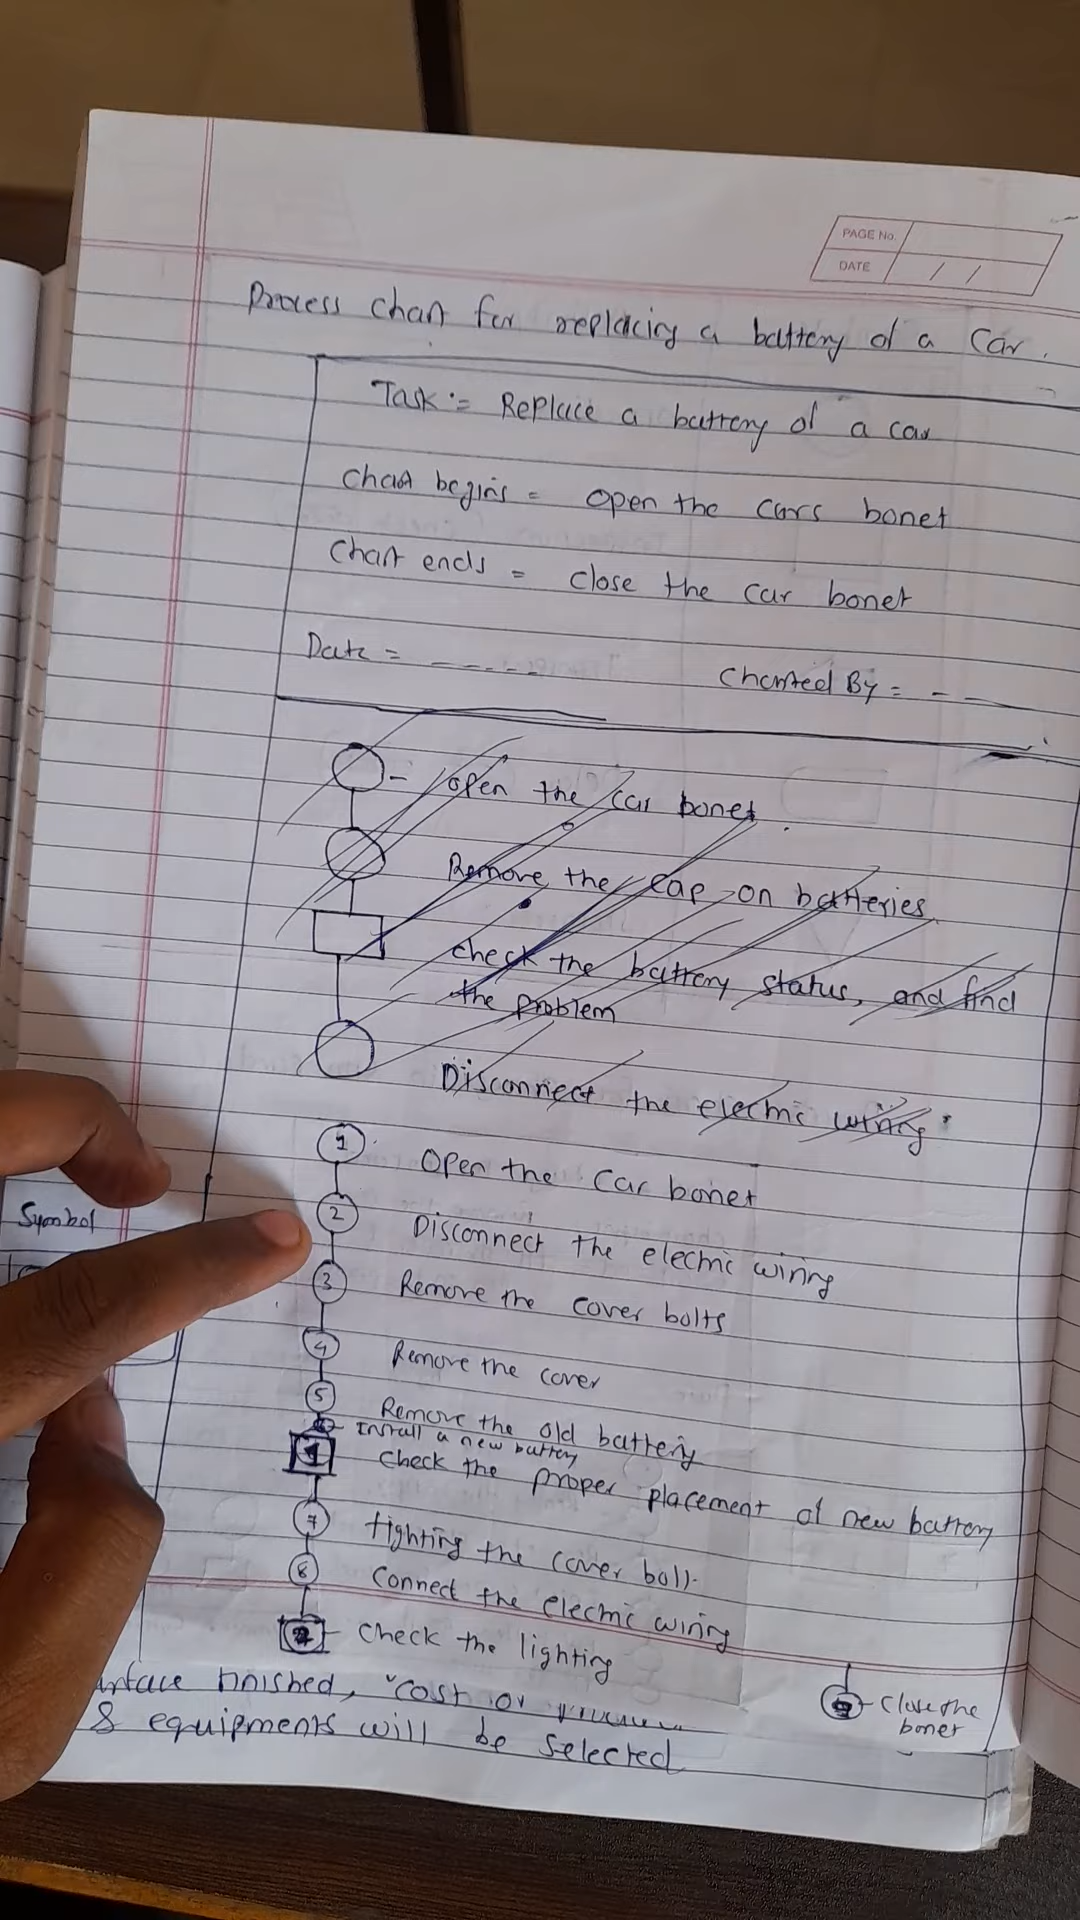 PAGE No.
DATE / /
Process chart for replacing a battery of a car.
Task := Replace a battery of a car
Chart begins = open the cars bonet
Chart ends = close the car bonet
Date = -----
Charted By = --
- open the car bonet.
Remove the cap on batteries
check the battery status, and find
the problem
Disconnect the electric wiring
1 Open the Car bonet
2 Disconnect the electric wiring
3 Remove the cover bolts
Symbol
4 Remove the cover
5 Remove the old battery
Install a new battery
1 Check the proper placement of new battery
7 tighting the cover bolt.
8 Connect the electric wiring
2 - check the lighting
9 - Close the
bonet
finished, "cost or
& equipments will be selected